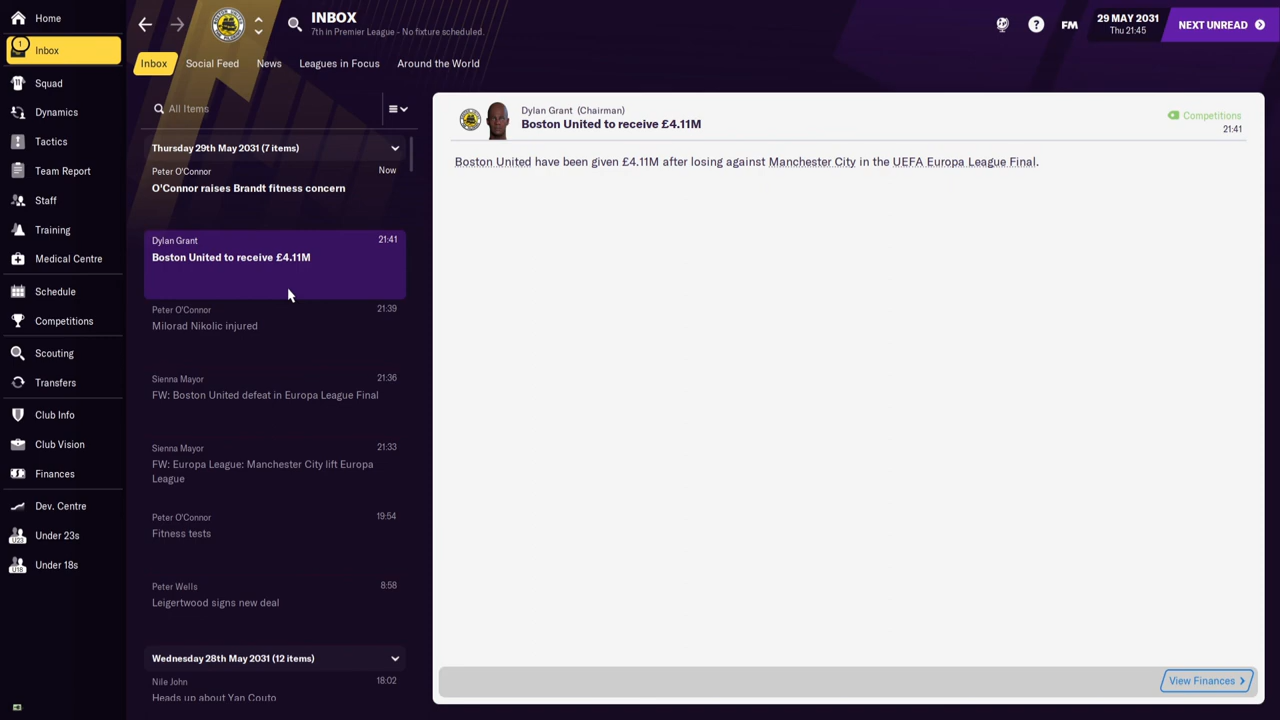 Home
INBOX
7th in Premier League - No fixture scheduled.
29 MAY 2031
Thu 21:45
FM
NEXT UNREAD
1
Inbox
Inbox
Social Feed
News
Leagues in Focus
Around the World
Squad
Dynamics
Tactics
Team Report
Staff
Training
Medical Centre
Schedule
Competitions
Scouting
Transfers
Club Info
Club Vision
Finances
Dev. Centre
Under 23s
Under 18s
All Items
Thursday 29th May 2031 (7 items)
Peter O'Connor
Now
O'Connor raises Brandt fitness concern
Dylan Grant
21:41
Boston United to receive £4.11M
Peter O'Connor
21:39
Milorad Nikolic injured
Sienna Mayor
21:36
FW: Boston United defeat in Europa League Final
Sienna Mayor
21:33
FW: Europa League: Manchester City lift Europa
League
Peter O'Connor
19:54
Fitness tests
Peter Wells
8:58
Leigertwood signs new deal
Wednesday 28th May 2031 (12 items)
Nile John
18:02
Heads up about Yan Couto
Dylan Grant (Chairman)
Boston United to receive £4.11M
Competitions
21:41
Boston United have been given £4.11M after losing against Manchester City in the UEFA Europa League Final.
View Finances